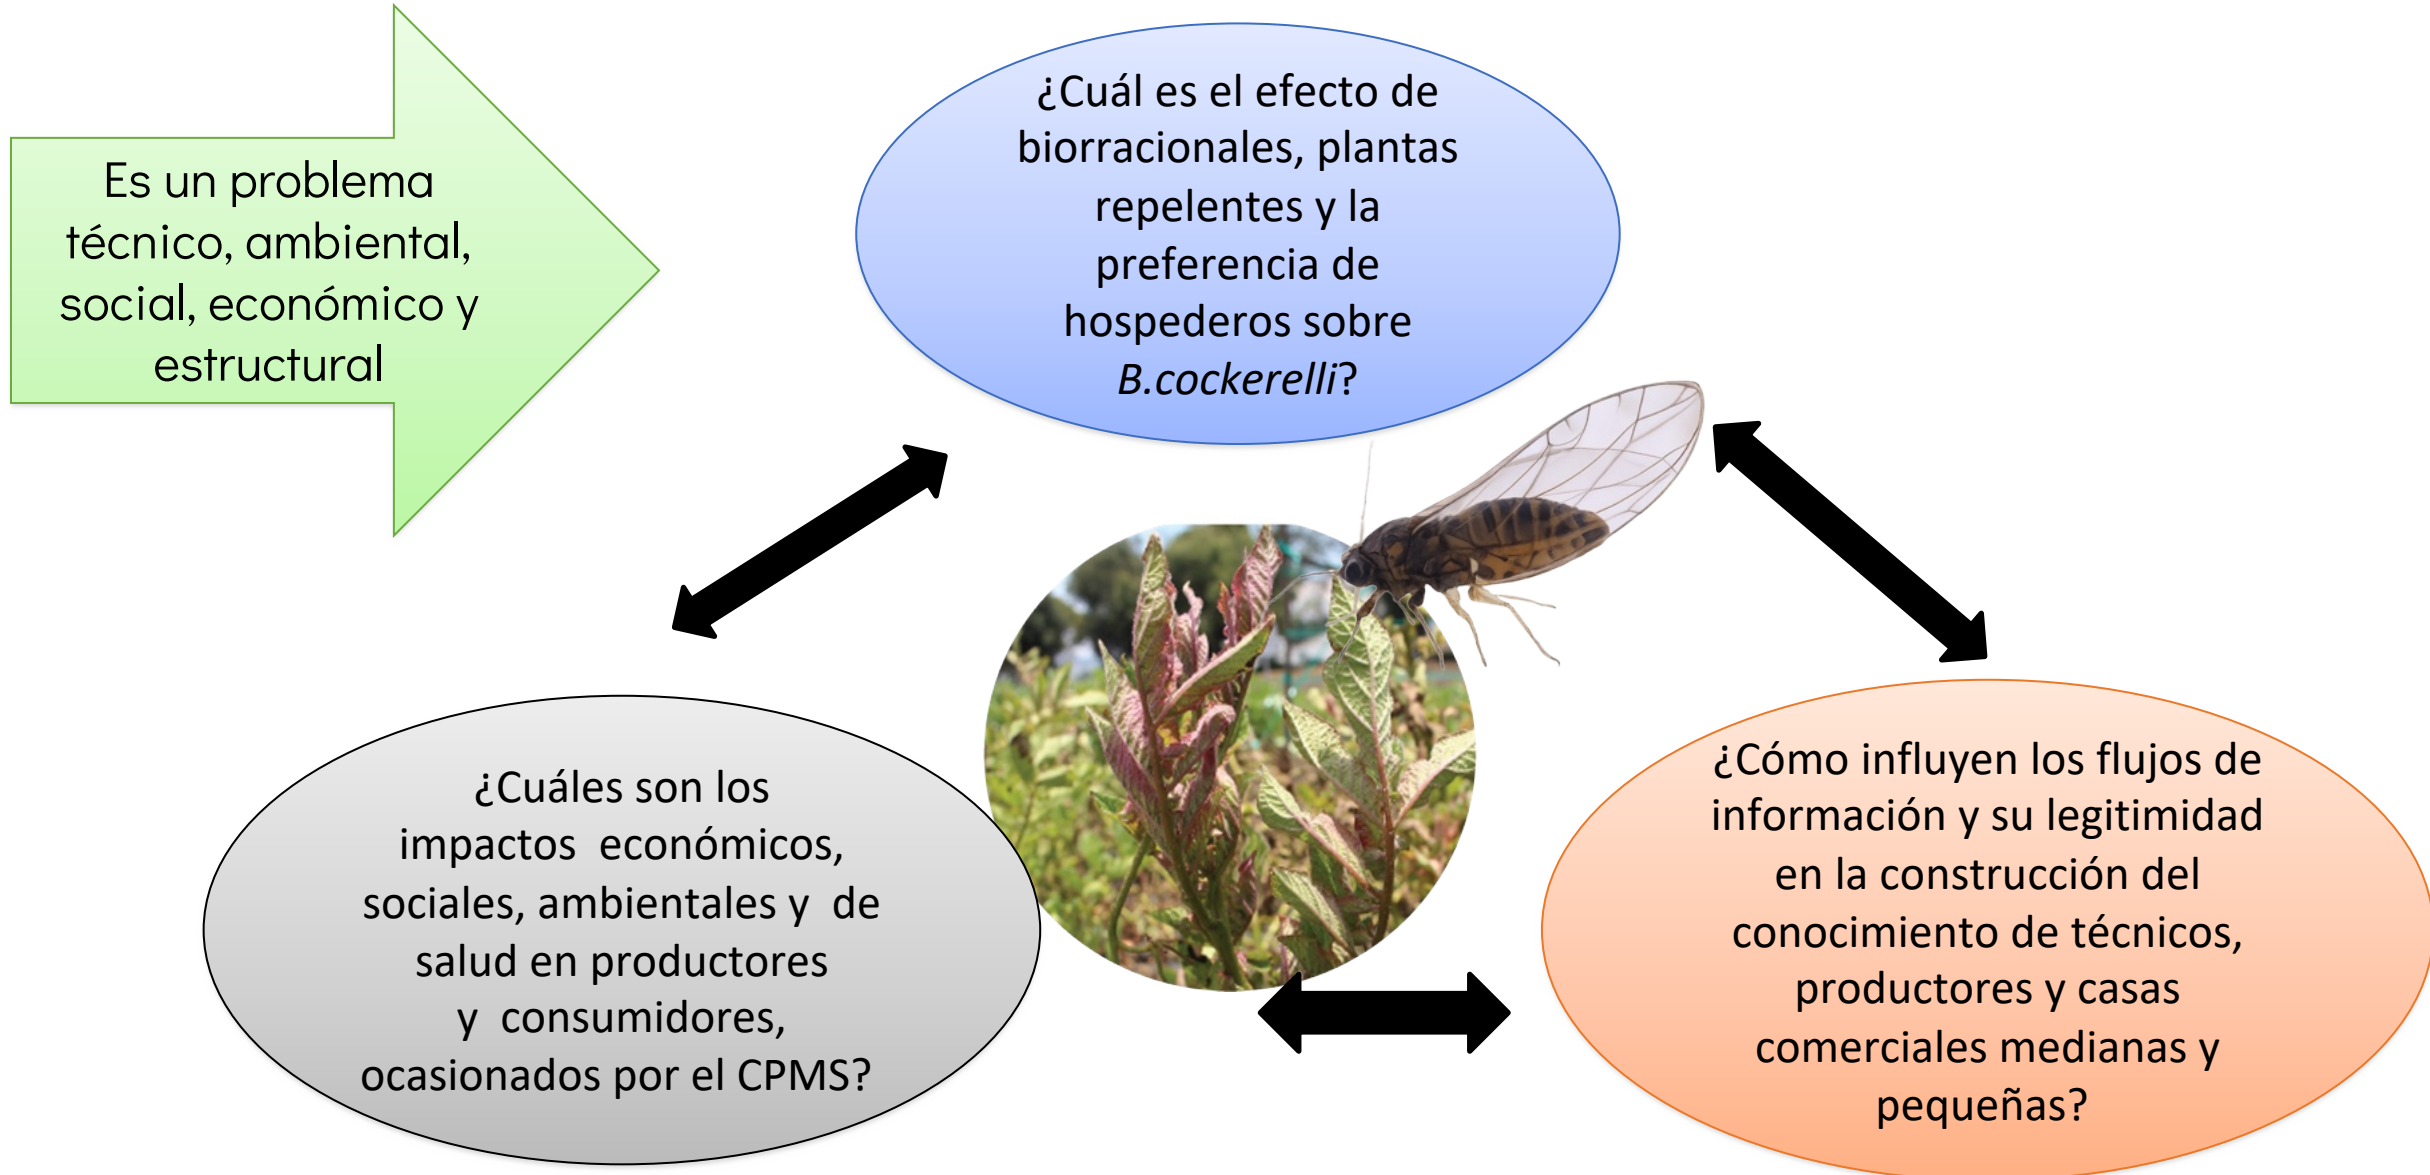 Es un problema
técnico, ambiental,
social, económico y
estructural
¿Cuál es el efecto de
biorracionales, plantas
repelentes y la
preferencia de
hospederos sobre
B.cockerelli?
¿Cuáles son los
impactos  económicos,
sociales, ambientales y  de
salud en productores
y  consumidores,
ocasionados por el CPMS?
¿Cómo influyen los flujos de
información y su legitimidad
en la construcción del
conocimiento de técnicos,
productores y casas
comerciales medianas y
pequeñas?